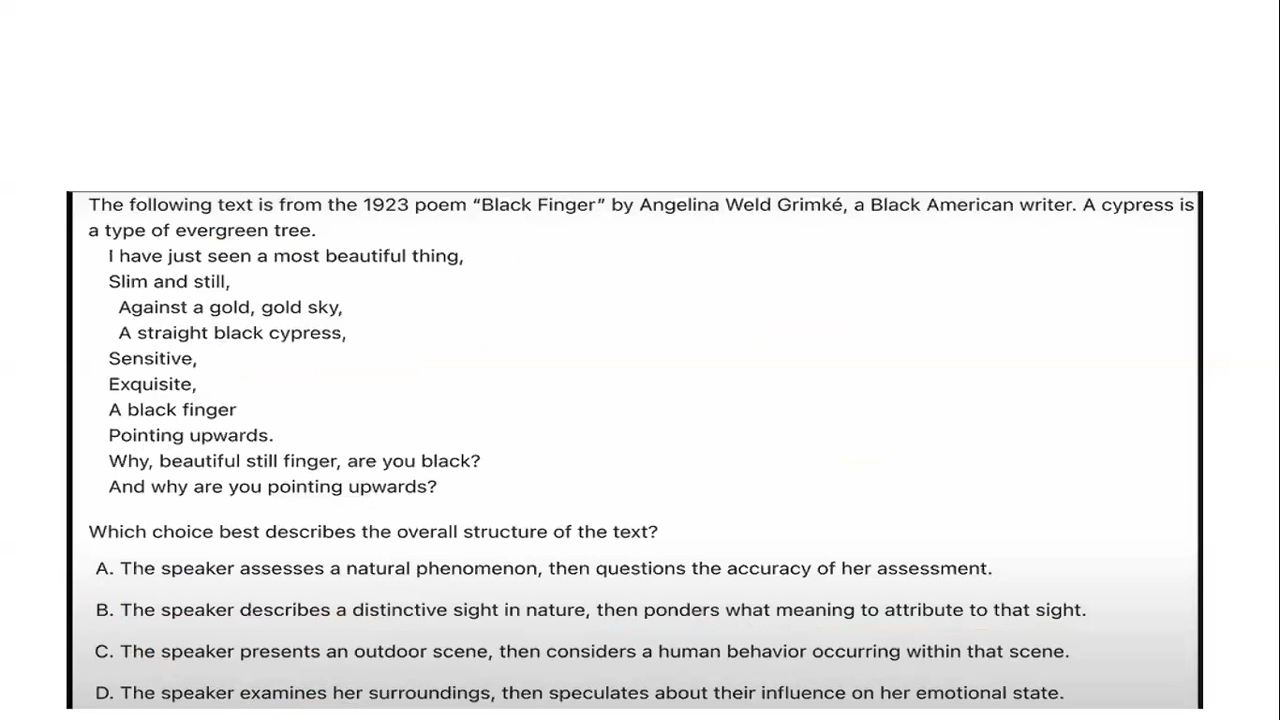 The following text is from the 1923 poem “Black Finger” by Angelina Weld Grimké, a Black American writer. A cypress is
a type of evergreen tree.
I have just seen a most beautiful thing,
Slim and still,
Against a gold, gold sky,
A straight black cypress,
Sensitive,
Exquisite,
A black finger
Pointing upwards.
Why, beautiful still finger, are you black?
And why are you pointing upwards?
Which choice best describes the overall structure of the text?
A. The speaker assesses a natural phenomenon, then questions the accuracy of her assessment.
B. The speaker describes a distinctive sight in nature, then ponders what meaning to attribute to that sight.
C. The speaker presents an outdoor scene, then considers a human behavior occurring within that scene.
D. The speaker examines her surroundings, then speculates about their influence on her emotional state.